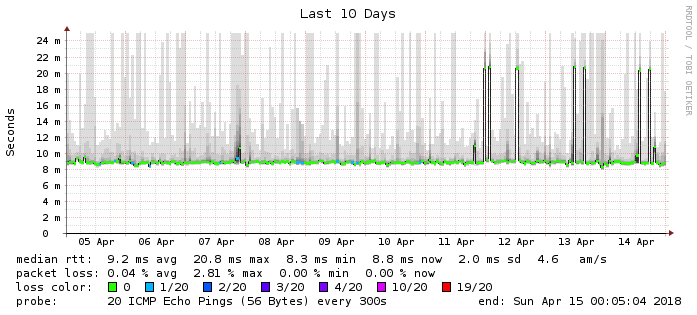 Last 10 Days
RRDTOOL / TOBI OETIKER
Seconds
24 m
22 m
20 m
18 m
16 m
14 m
12 m
10 m
8 m
6 m
4 m
2 m
0
05 Apr 06 Apr 07 Apr 08 Apr 09 Apr 10 Apr 11 Apr 12 Apr 13 Apr 14 Apr
median rtt: 9.2 ms avg 20.8 ms max 8.3 ms min 8.8 ms now 2.0 ms sd 4.6 am/s
packet loss: 0.04 % avg 2.81 % max 0.00 % min 0.00 % now
loss color: 0 1/20 2/20 3/20 4/20 10/20 19/20
probe: 20 ICMP Echo Pings (56 Bytes) every 300s end: Sun Apr 15 00:05:04 2018